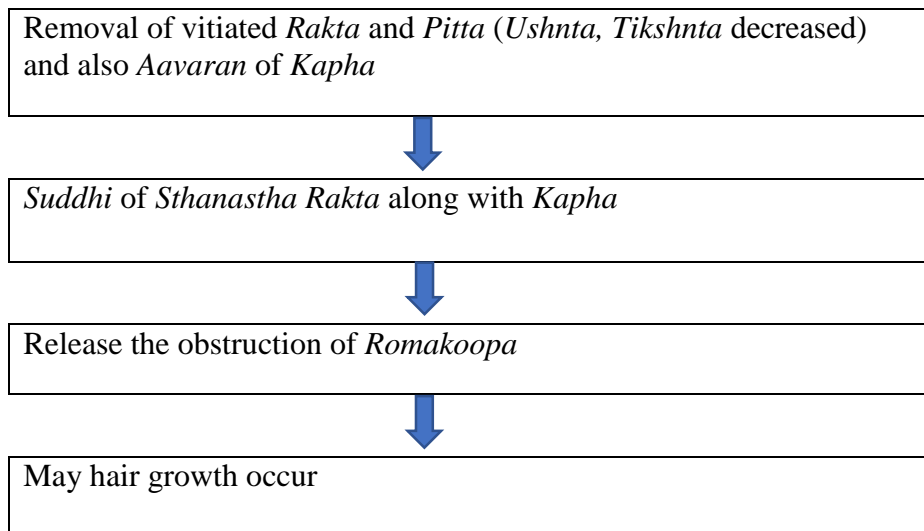 Removal of vitiated Rakta and Pitta (Ushnta, Tikshnta decreased)
and also Aavaran of Kapha
Suddhi of Sthanastha Rakta along with Kapha
Release the obstruction of Romakoopa
May hair growth occur